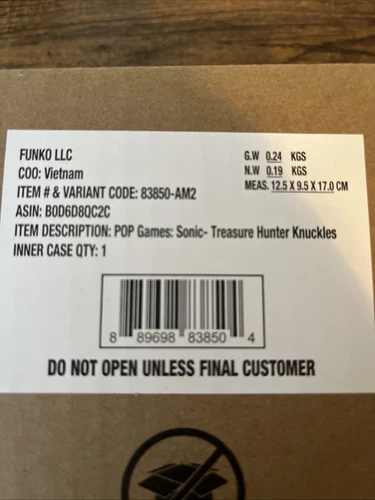 FUNKO LLC
COO: Vietnam
ITEM # & VARIANT CODE: 83850-AM2
ASIN: B0D6D8QC2C
ITEM DESCRIPTION: POP Games: Sonic- Treasure Hunter Knuckles
INNER CASE QTY: 1
G.W 0.24 KGS
N.W 0.19 KGS
MEAS. 12.5 X 9.5 X 17.0 CM
8 89698 83850 4
DO NOT OPEN UNLESS FINAL CUSTOMER